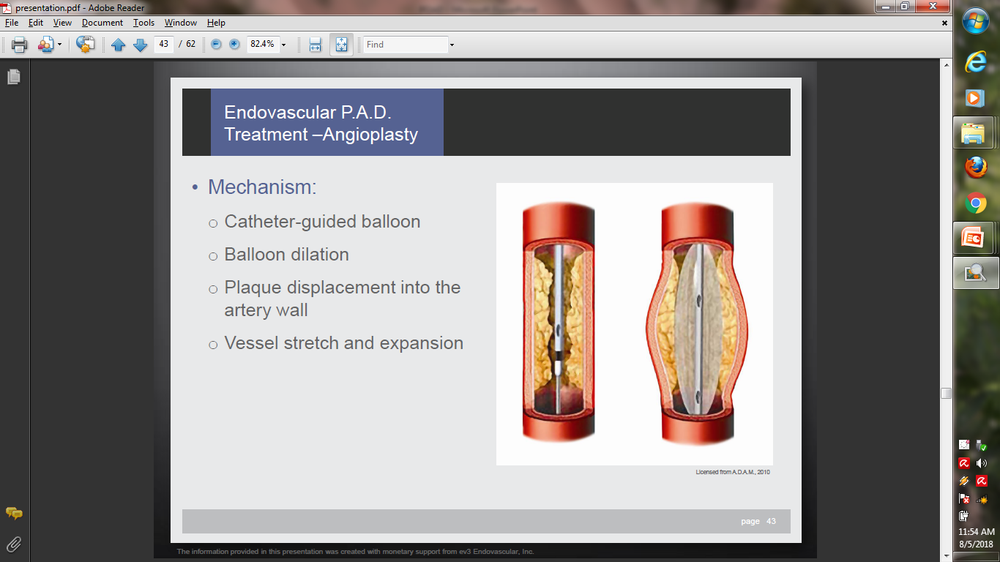 presentation.pdf - Adobe Reader
File Edit View Document Tools Window Help
43 / 62 82.4% Find
Endovascular P.A.D.
Treatment –Angioplasty
• Mechanism:
o Catheter-guided balloon
o Balloon dilation
o Plaque displacement into the
artery wall
o Vessel stretch and expansion
Licensed from A.D.A.M., 2010
page 43
The information provided in this presentation was created with monetary support from ev3 Endovascular, Inc.
11:54 AM
8/5/2018